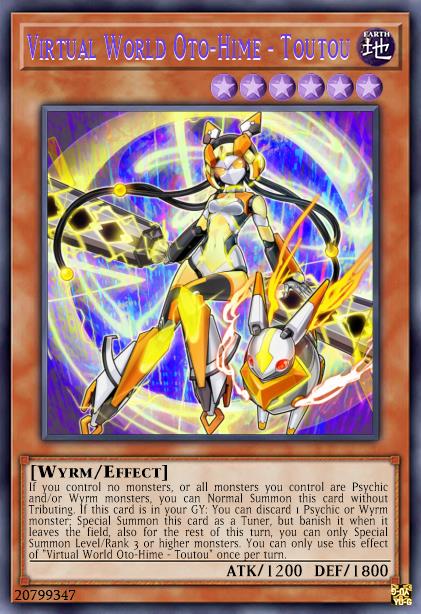 Virtual World Oto-Hime - Toutou
EARTH
地
[Wyrm/Effect]
If you control no monsters, or all monsters you control are Psychic
and/or Wyrm monsters, you can Normal Summon this card without
Tributing. If this card is in your GY: You can discard 1 Psychic or Wyrm
monster; Special Summon this card as a Tuner, but banish it when it
leaves the field, also for the rest of this turn, you can only Special
Summon Level/Rank 3 or higher monsters. You can only use this effect
of "Virtual World Oto-Hime - Toutou" once per turn.
ATK/1200 DEF/1800
20799347